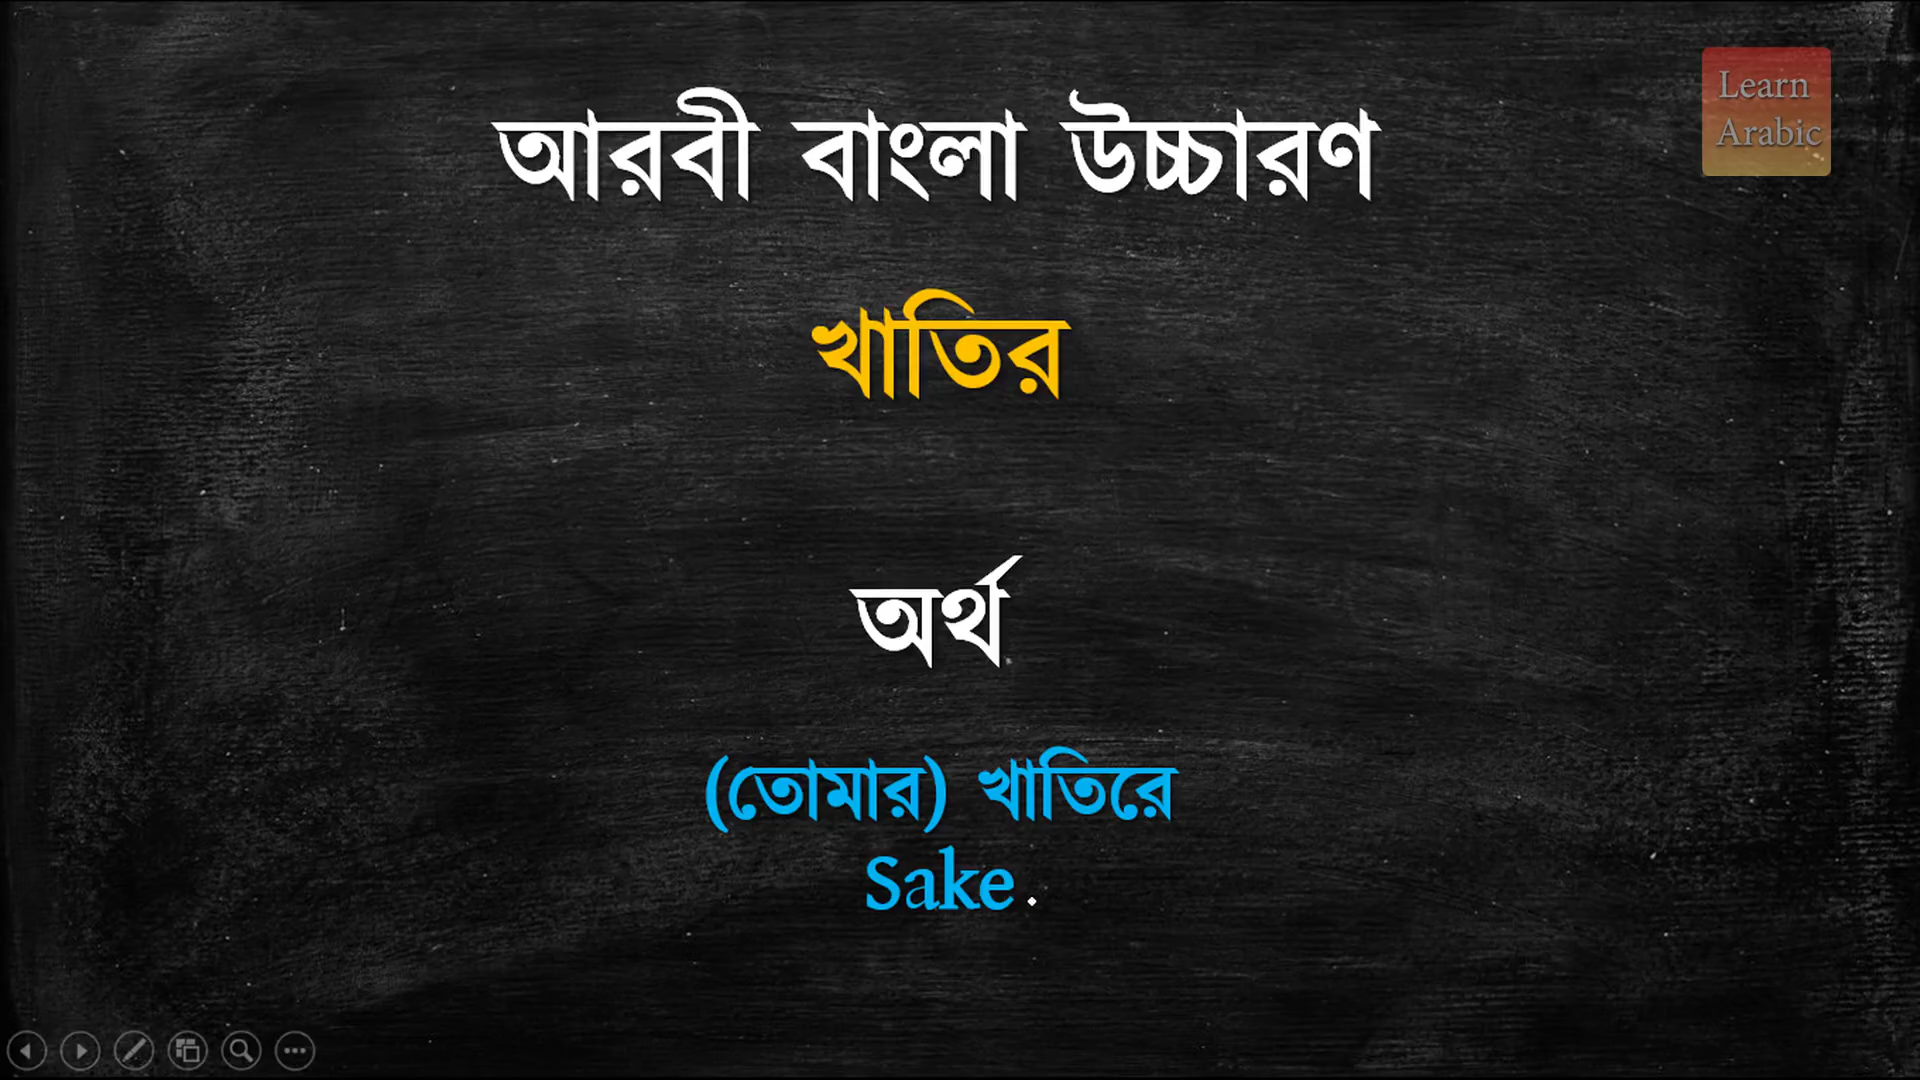 Learn
Arabic
আরবী বাংলা উচ্চারণ
খাতির
অর্থ
(তোমার) খাতিরে
Sake.